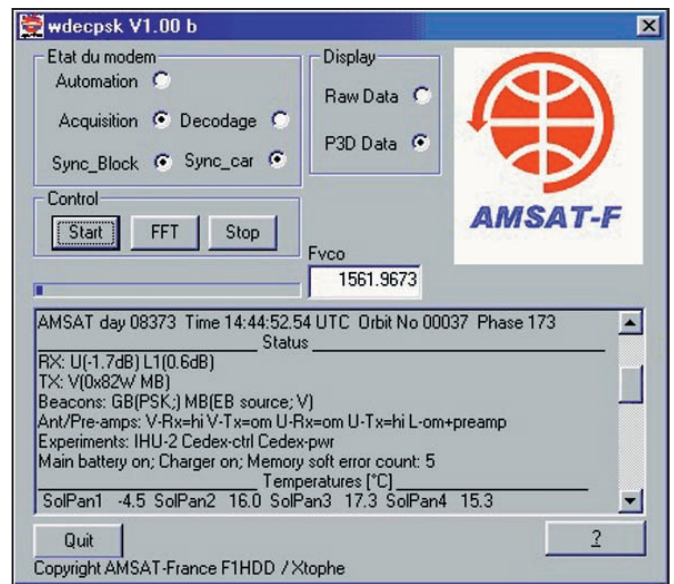 wdecpsk V1.00 b
Etat du modem
Automation
Acquisition Decodage
Sync_Block Sync_car
Display
Raw Data
P3D Data
AMSAT-F
Control
Start FFT Stop
Fvco
1561.9673
AMSAT day 08373 Time 14:44:52.54 UTC Orbit No 00037 Phase 173
Status
RX: U(-1.7dB) L1(0.6dB)
TX: V(0x82W MB)
Beacons: GB(PSK;) MB(EB source; V)
Ant/Pre-amps: V-Rx=hi V-Tx=om U-Rx=om U-Tx=hi L-om+preamp
Experiments: IHU-2 Cedex-ctrl Cedex-pwr
Main battery on; Charger on; Memory soft error count: 5
Temperatures [°C]
SolPan1 -4.5 SolPan2 16.0 SolPan3 17.3 SolPan4 15.3
Quit ?
Copyright AMSAT-France F1HDD / Xtophe